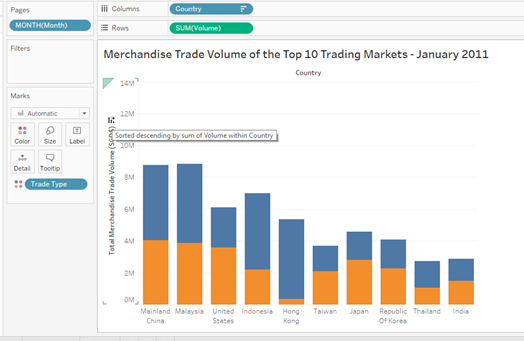 Pages
MONTH(Month)
Filters
Marks
Automatic
Color
Size
Label
Detail
Tooltip
Trade Type
Columns
Country
Rows
SUM(Volume)
Merchandise Trade Volume of the Top 10 Trading Markets - January 2011
Country
Total Merchandise Trade Volume (SGN$)
14M
12M
Sorted descending by sum of Volume within Country
10M
8M
6M
4M
2M
0M
Mainland China
Malaysia
United States
Indonesia
Hong Kong
Taiwan
Japan
Republic Of Korea
Thailand
India